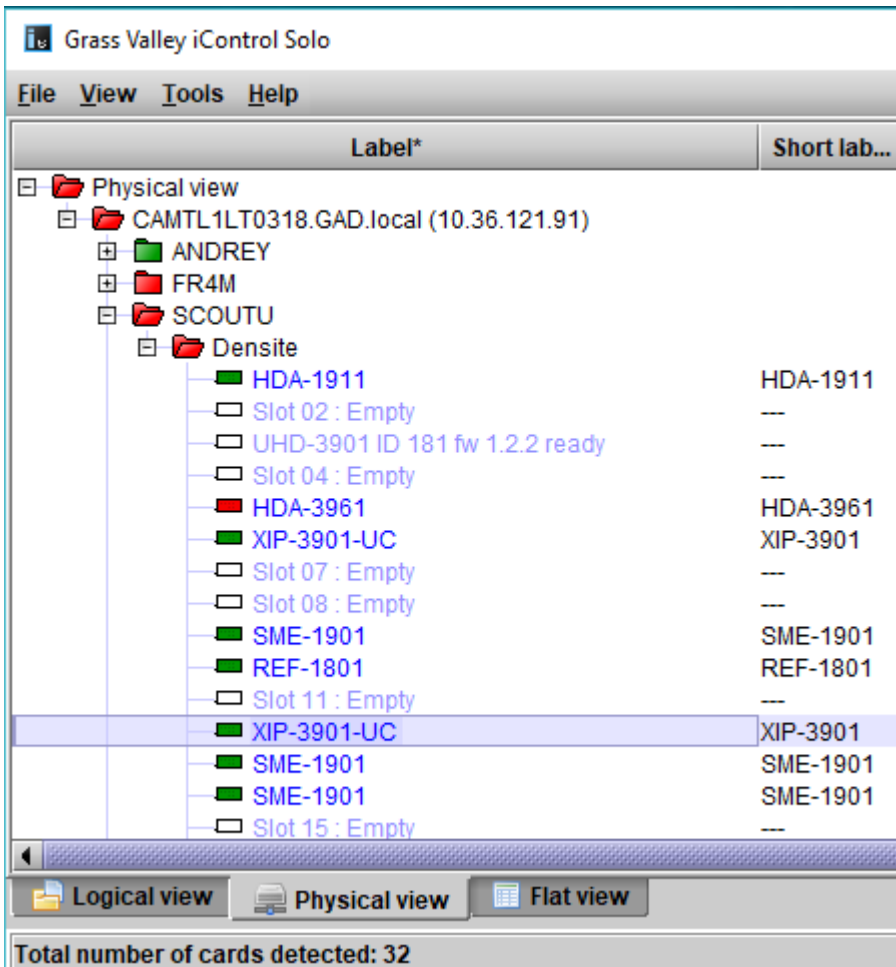 Grass Valley iControl Solo
File View Tools Help
Label* Short lab...
Physical view
CAMTL1LT0318.GAD.local (10.36.121.91)
ANDREY
FR4M
SCOUTU
Densite
HDA-1911 HDA-1911
Slot 02 : Empty ---
UHD-3901 ID 181 fw 1.2.2 ready ---
Slot 04 : Empty ---
HDA-3961 HDA-3961
XIP-3901-UC XIP-3901
Slot 07 : Empty ---
Slot 08 : Empty ---
SME-1901 SME-1901
REF-1801 REF-1801
Slot 11 : Empty ---
XIP-3901-UC XIP-3901
SME-1901 SME-1901
SME-1901 SME-1901
Slot 15 : Empty ---
Logical view Physical view Flat view
Total number of cards detected: 32